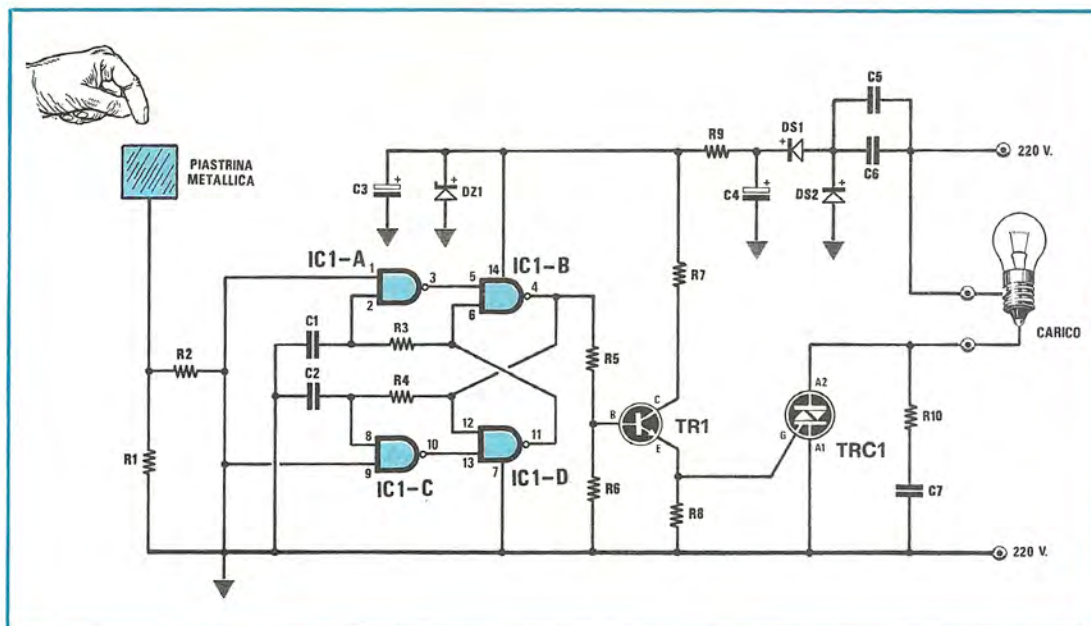 PIASTRINA
METALLICA
R1
R2
C3
DZ1
IC1-A
1
2
3
IC1-B
14
5
6
4
C1
R3
C2
R4
8
9
10
IC1-C
12
13
11
7
IC1-D
R5
R6
B
C
E
TR1
R7
R8
R9
C4
DS1
DS2
C5
C6
220 V.
CARICO
A2
G
A1
TRC1
R10
C7
220 V.